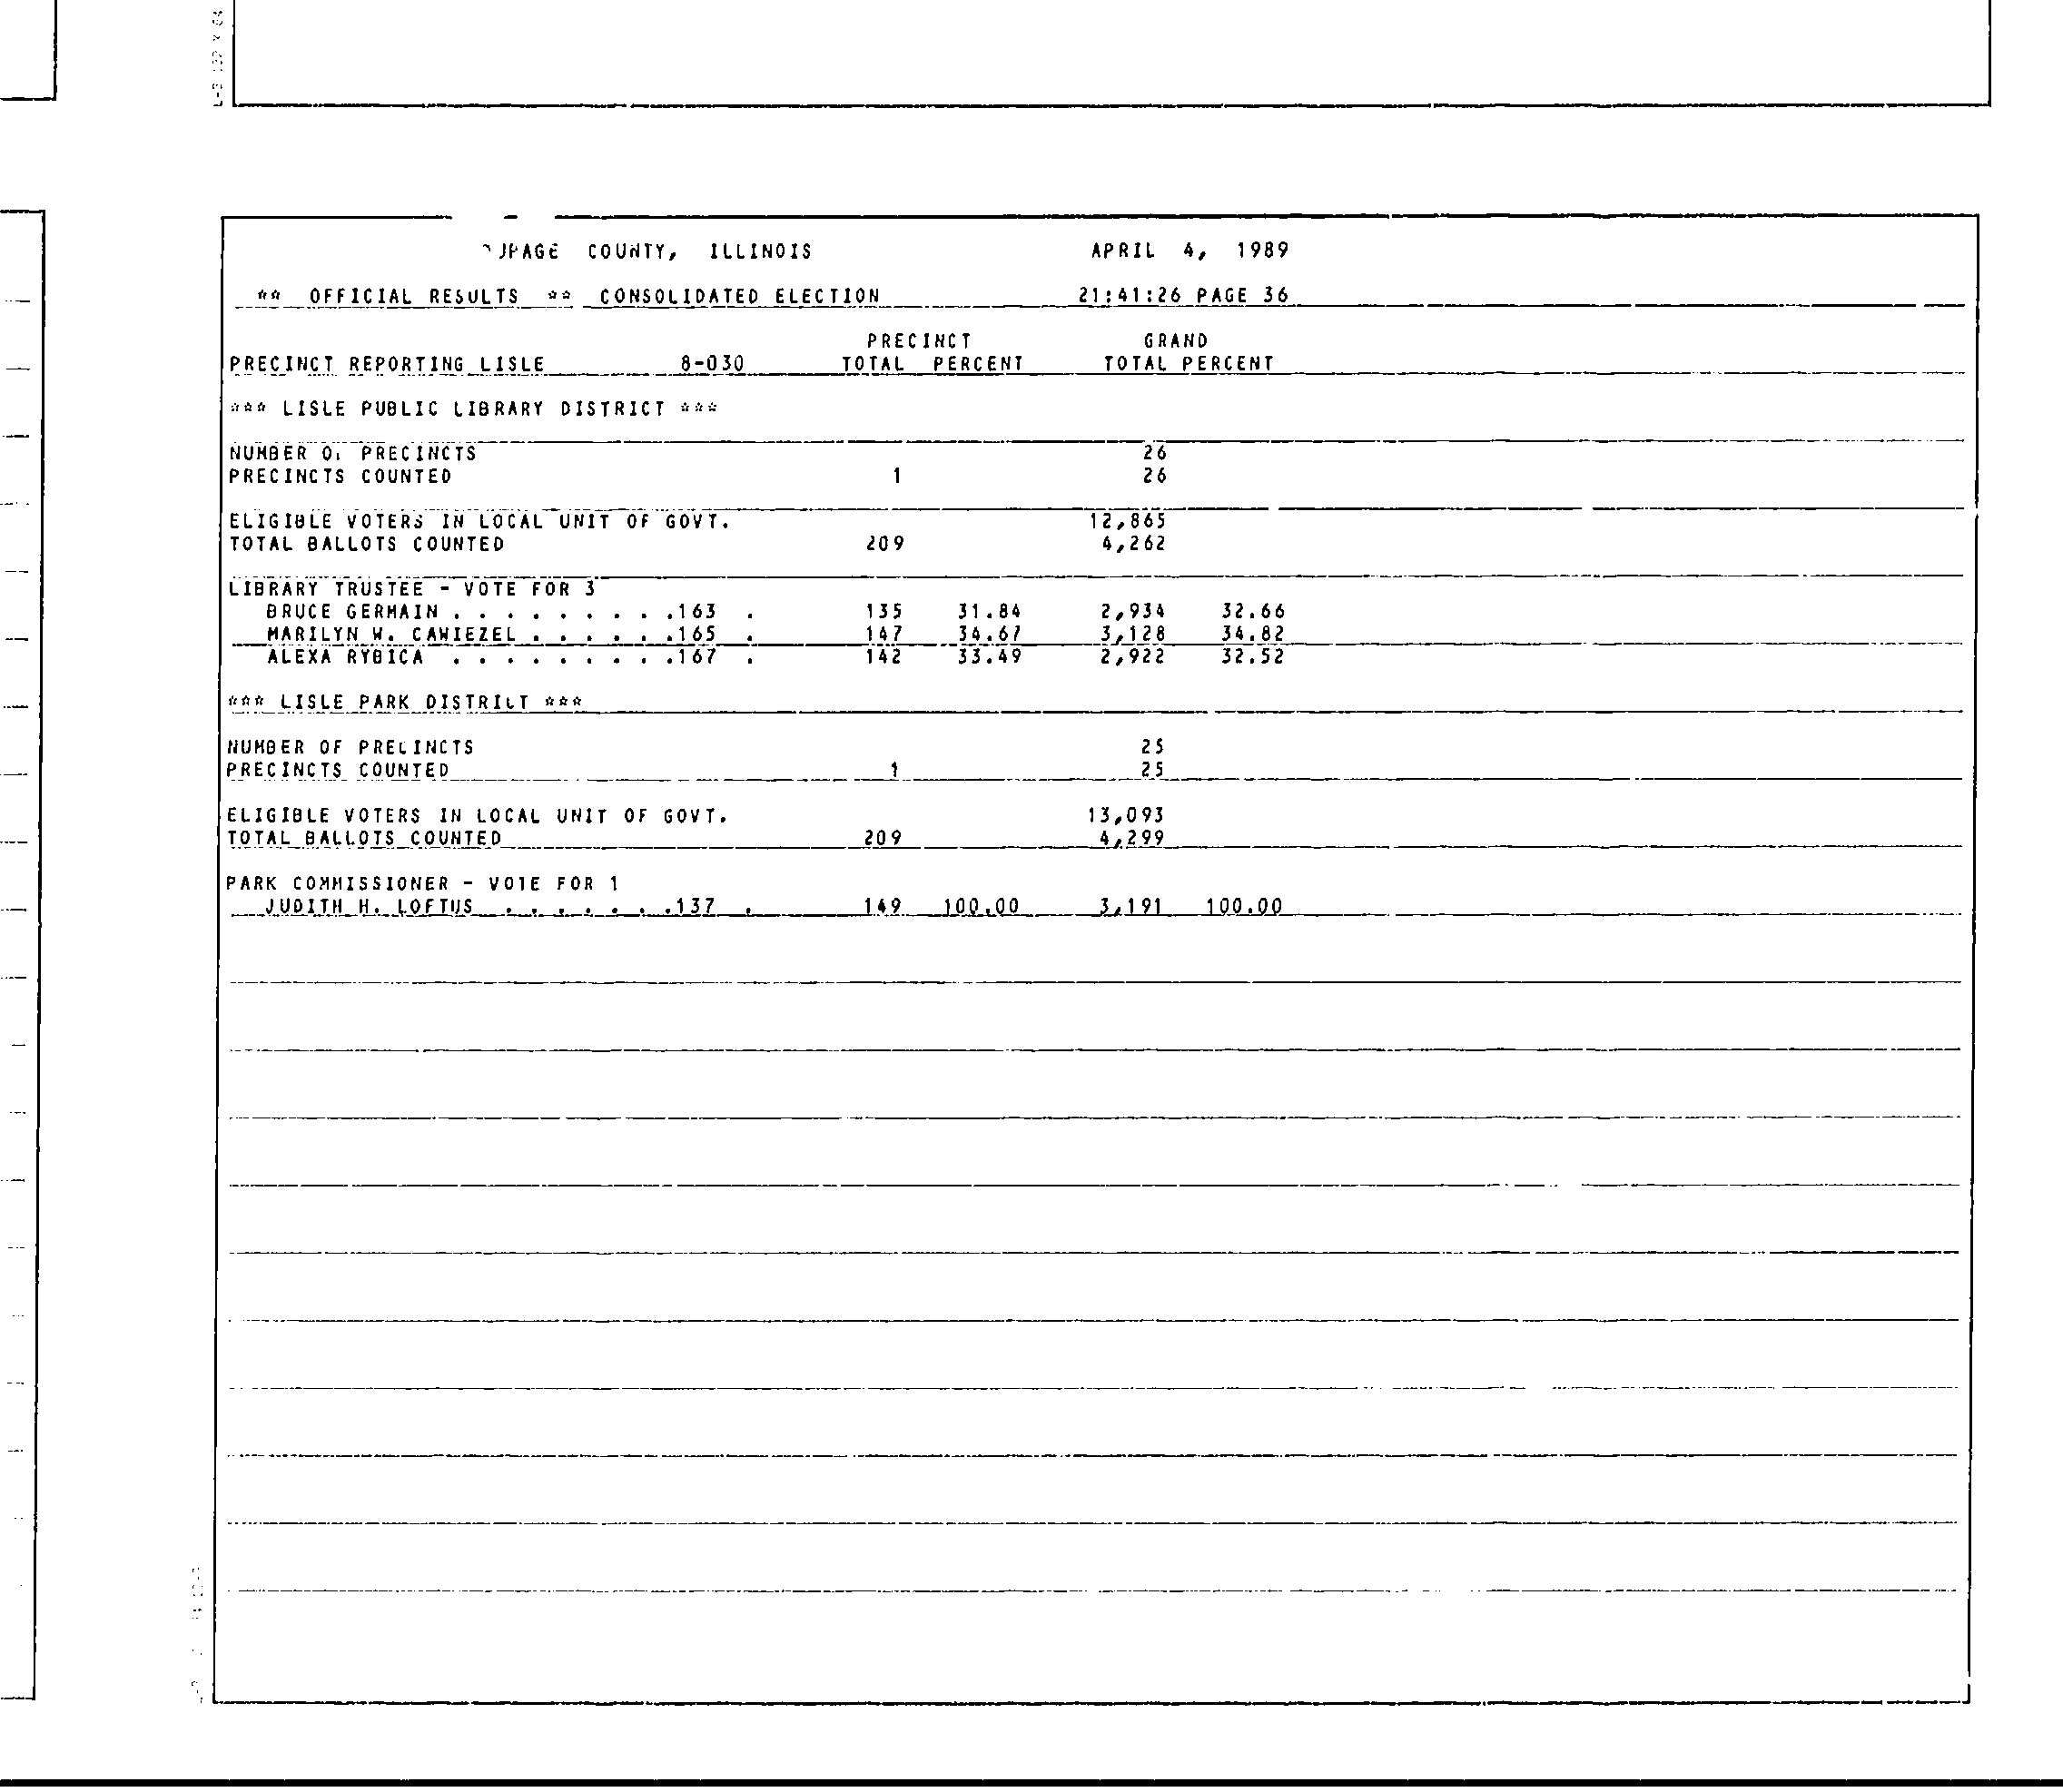 JPAGE COUNTY, ILLINOIS APRIL 4, 1989
** OFFICIAL RESULTS ** CONSOLIDATED ELECTION 21:41:26 PAGE 36
PRECINCT GRAND
PRECINCT REPORTING LISLE 8-030 TOTAL PERCENT TOTAL PERCENT
*** LISLE PUBLIC LIBRARY DISTRICT ***
NUMBER OF PRECINCTS 26
PRECINCTS COUNTED 1 26
ELIGIBLE VOTERS IN LOCAL UNIT OF GOVT. 12,865
TOTAL BALLOTS COUNTED 209 4,262
LIBRARY TRUSTEE - VOTE FOR 3
BRUCE GERMAIN . . . . . . . . .163 . 135 31.84 2,934 32.66
MARILYN W. CAWIEZEL . . . . . .165 . 147 34.67 3,128 34.82
ALEXA RYBICA . . . . . . . . .167 . 142 33.49 2,922 32.52
*** LISLE PARK DISTRICT ***
NUMBER OF PRECINCTS 25
PRECINCTS COUNTED 1 25
ELIGIBLE VOTERS IN LOCAL UNIT OF GOVT. 13,093
TOTAL BALLOTS COUNTED 209 4,299
PARK COMMISSIONER - VOTE FOR 1
JUDITH H. LOFTUS . . . . . . .137 . 149 100.00 3,191 100.00